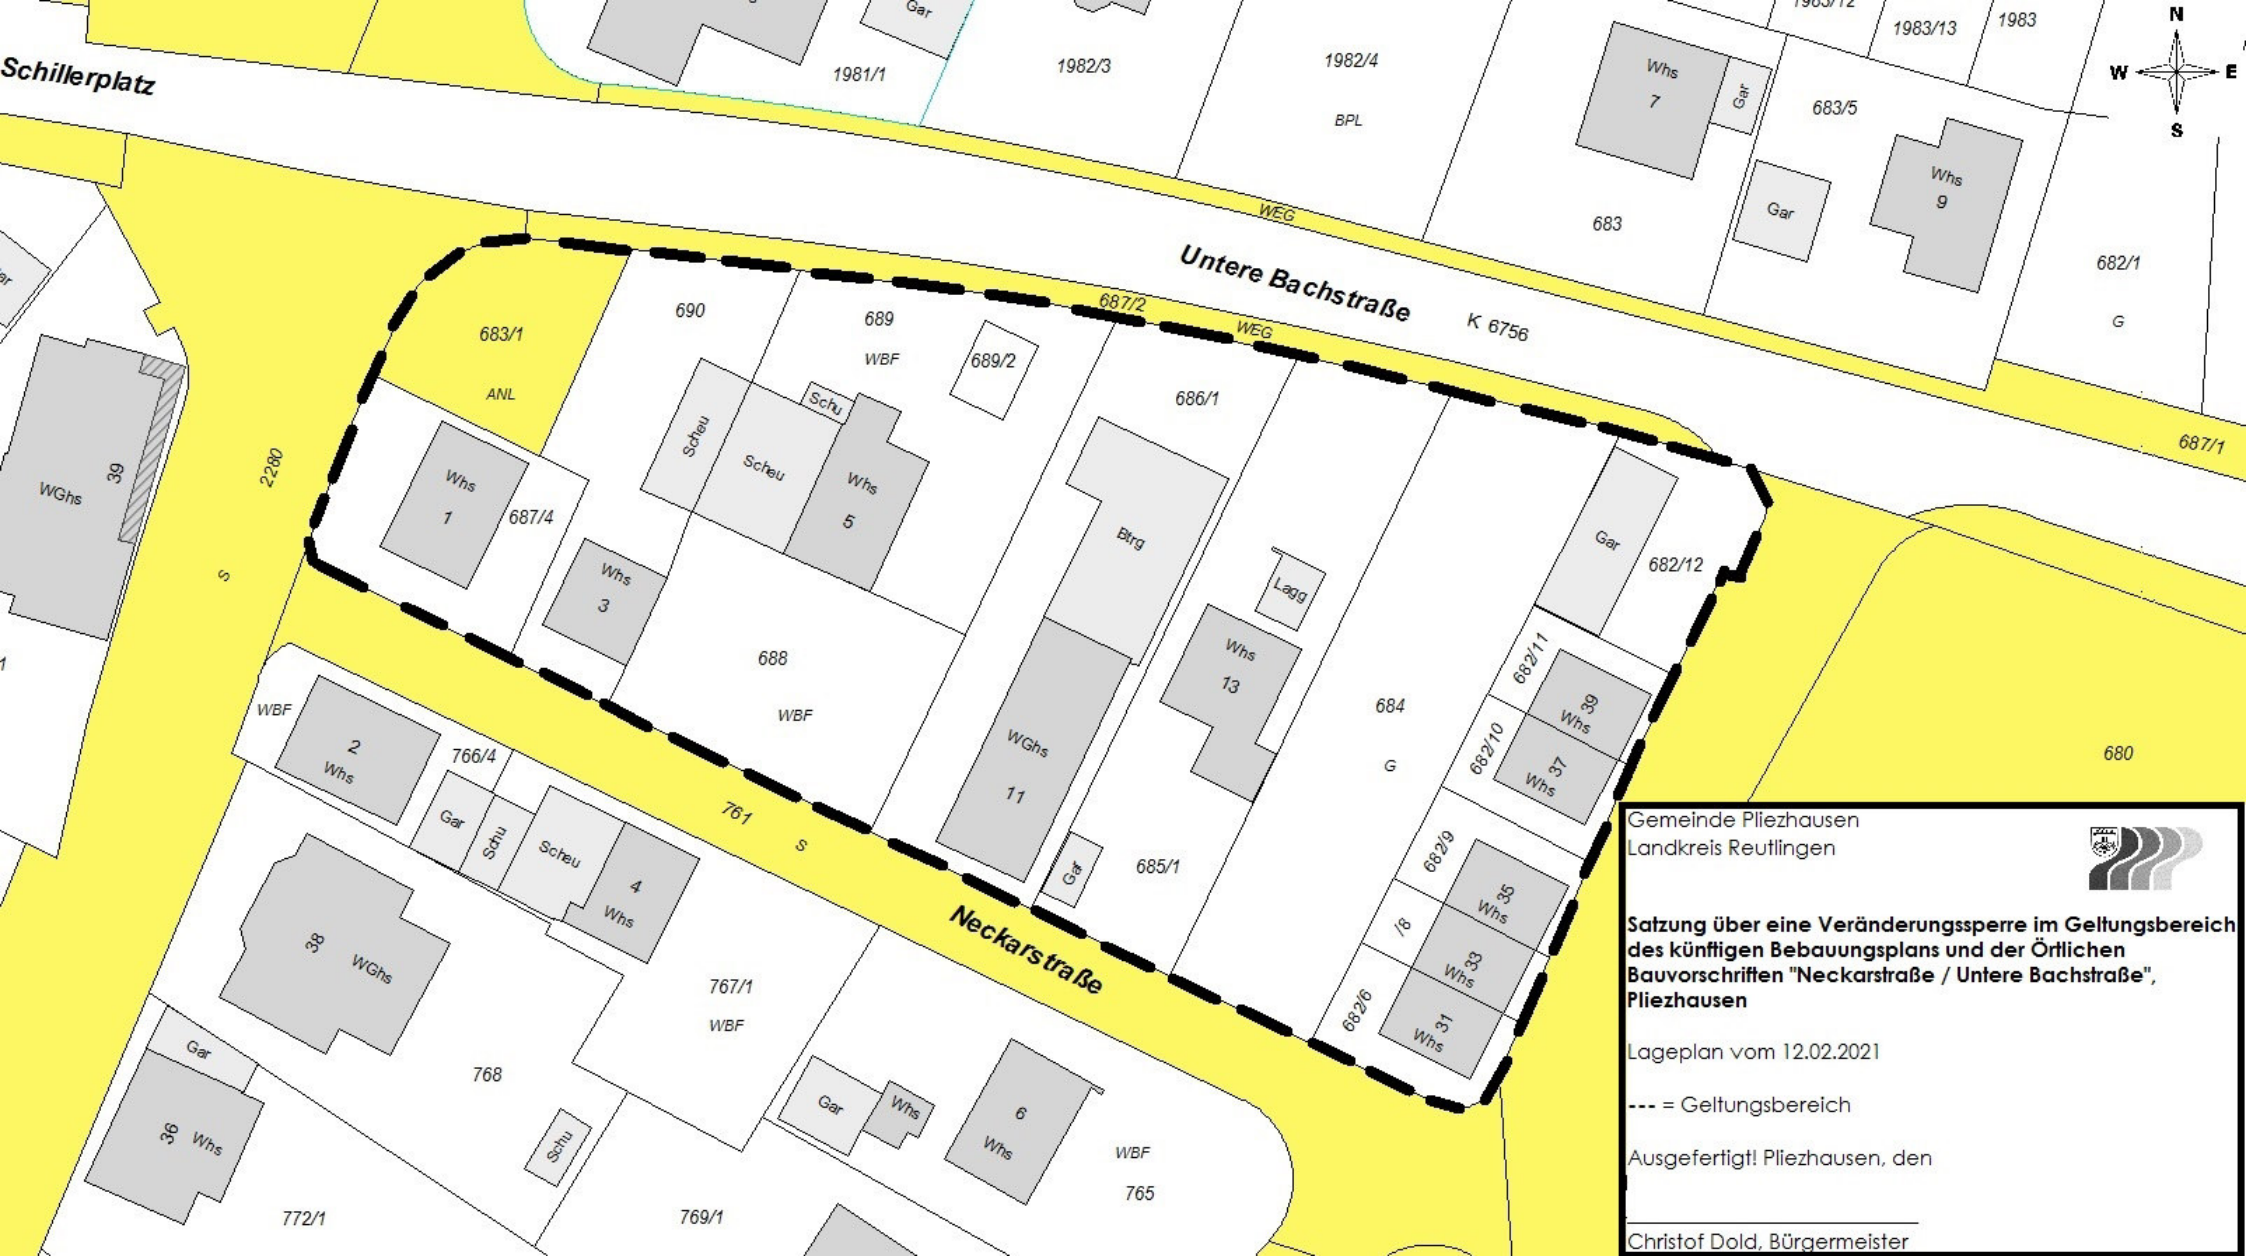 Gar
1981/1
1982/3
1982/4
BPL
1983/13
1983
N
W
E
S
Schillerplatz
Whs
7
Gar
683/5
Whs
9
Gar
683
682/1
G
WEG
Untere Bachstraße
K 6756
687/2
WEG
687/1
683/1
ANL
690
689
WBF
689/2
686/1
Schu
Scheu
Scheu
Whs
5
39
WGhs
2280
S
Whs
1
687/4
Whs
3
Btrg
Gar
682/12
Lagg
Whs
13
688
WBF
684
G
682/11
39
Whs
682/10
37
Whs
WGhs
11
680
WBF
2
Whs
766/4
Gar
Schu
Scheu
4
Whs
761
S
Gar
685/1
682/9
35
Whs
/8
33
Whs
682/6
31
Whs
Neckarstraße
38
WGhs
767/1
WBF
768
Gar
36
Whs
Schu
772/1
769/1
Gar
Whs
6
Whs
WBF
765
Gemeinde Pliezhausen
Landkreis Reutlingen
Satzung über eine Veränderungssperre im Geltungsbereich
des künftigen Bebauungsplans und der Örtlichen
Bauvorschriften "Neckarstraße / Untere Bachstraße",
Pliezhausen
Lageplan vom 12.02.2021
--- = Geltungsbereich
Ausgefertigt! Pliezhausen, den
Christof Dold, Bürgermeister